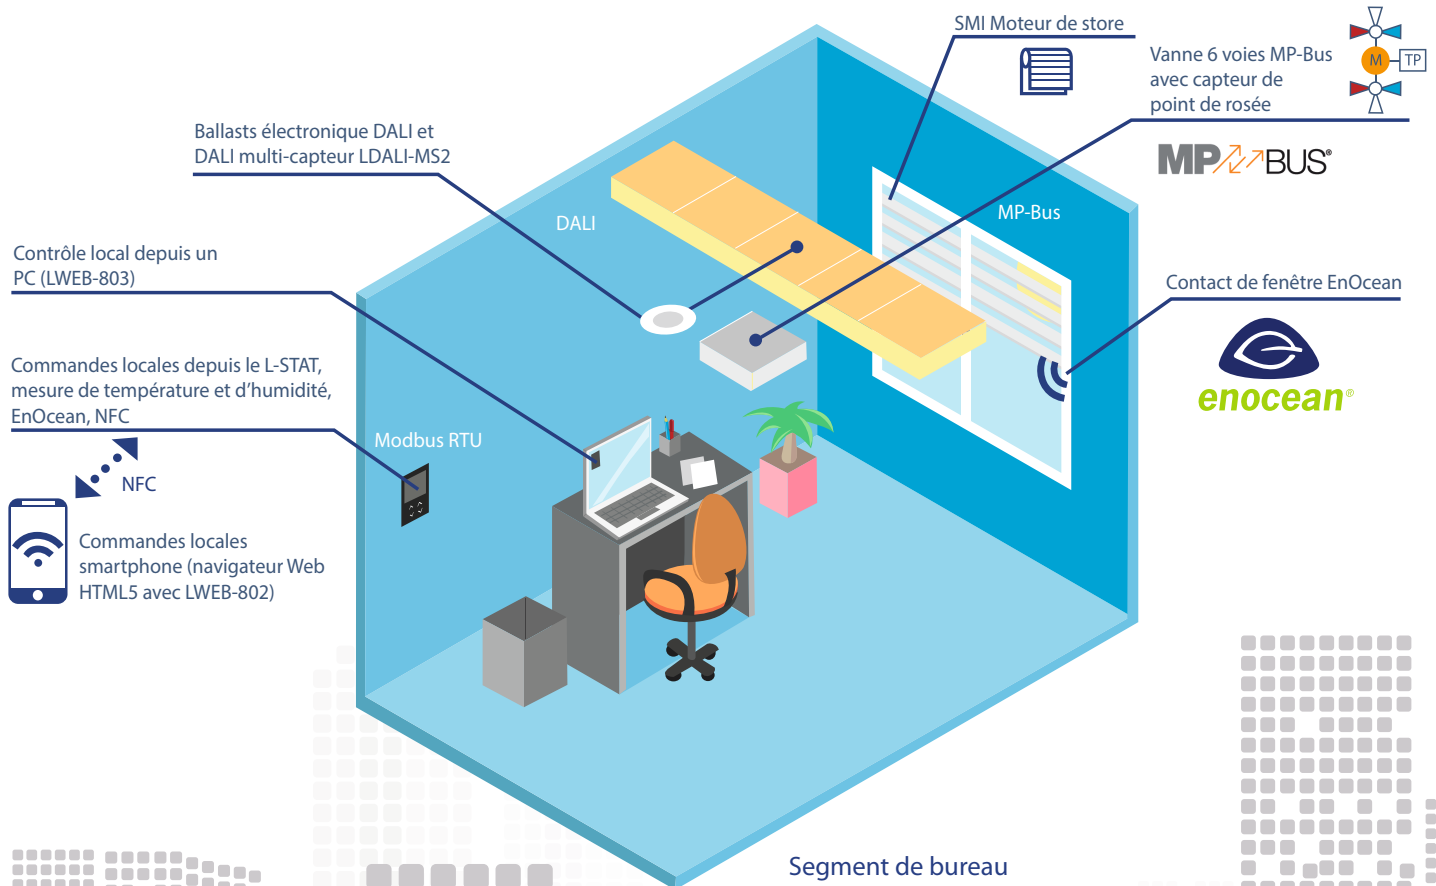 SMI Moteur de store
Vanne 6 voies MP-Bus
avec capteur de
point de rosée
M
TP
MP BUS®
Ballasts électronique DALI et
DALI multi-capteur LDALI-MS2
DALI
MP-Bus
Contrôle local depuis un
PC (LWEB-803)
Contact de fenêtre EnOcean
enocean®
Commandes locales depuis le L-STAT,
mesure de température et d’humidité,
EnOcean, NFC
Modbus RTU
NFC
Commandes locales
smartphone (navigateur Web
HTML5 avec LWEB-802)
Segment de bureau